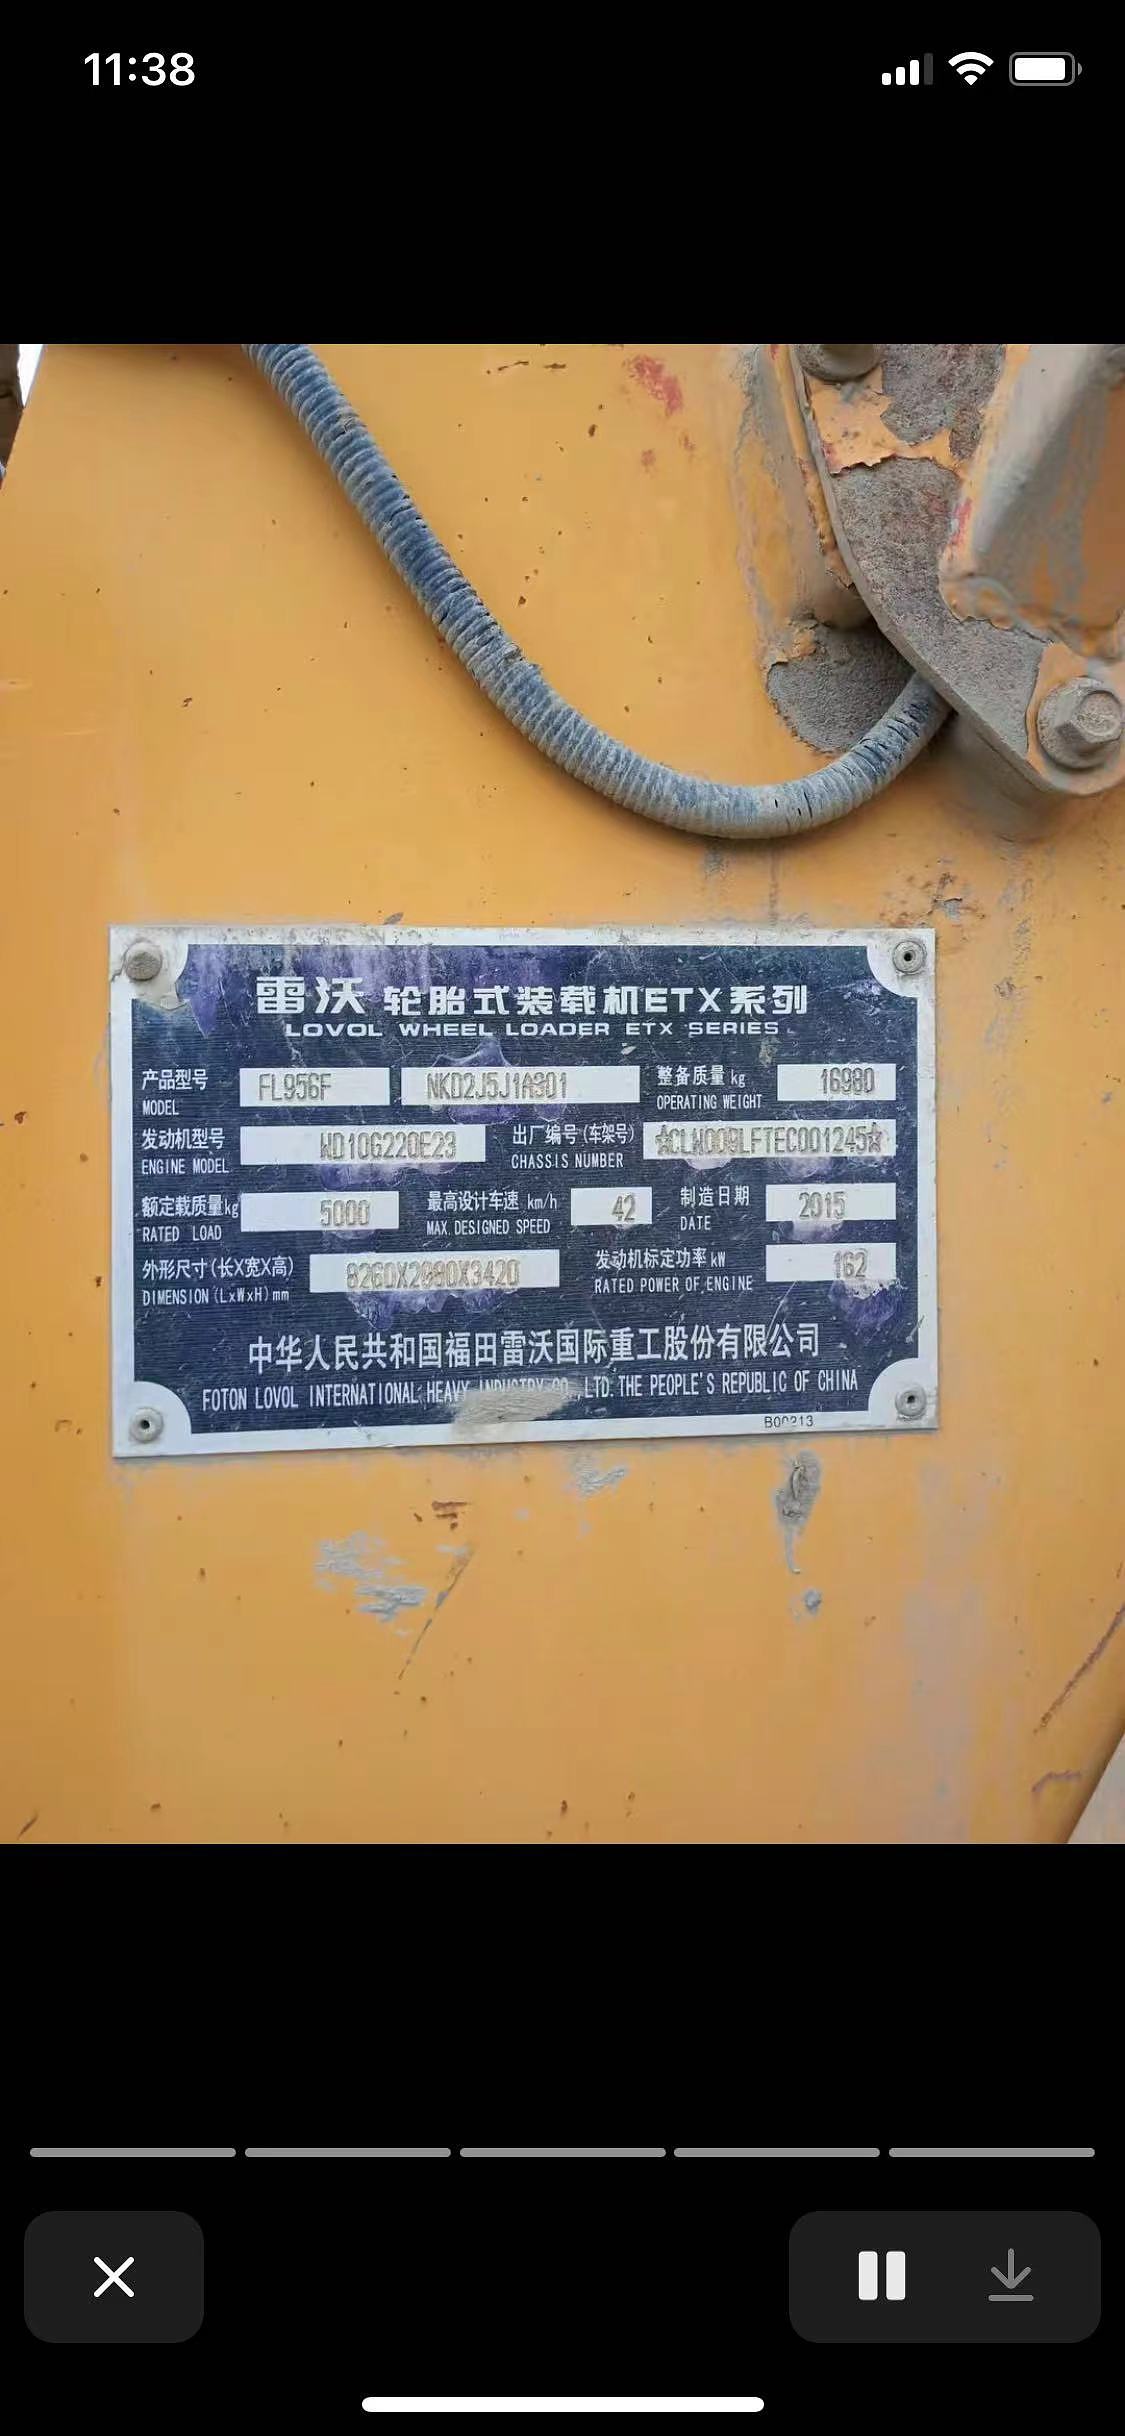 11:38
雷沃 轮胎式装载机ETX系列
LOVOL WHEEL LOADER ETX SERIES
产品型号 FL956F NKD2J5J1A301 整备质量 kg 16980
MODEL OPERATING WEIGHT
发动机型号 WD10G220E23 出厂编号(车架号)
ENGINE MODEL CHASSIS NUMBER
额定载质量kg 5000 最高设计车速 km/h 42 制造日期 2015
RATED LOAD MAX.DESIGNED SPEED DATE
外形尺寸(长X宽X高) 发动机标定功率 kW 162
DIMENSION(LxWxH)mm RATED POWER OF ENGINE
中华人民共和国福田雷沃国际重工股份有限公司
FOTON LOVOL INTERNATIONAL HEAVY INDUSTRY CO.,LTD.THE PEOPLE'S REPUBLIC OF CHINA